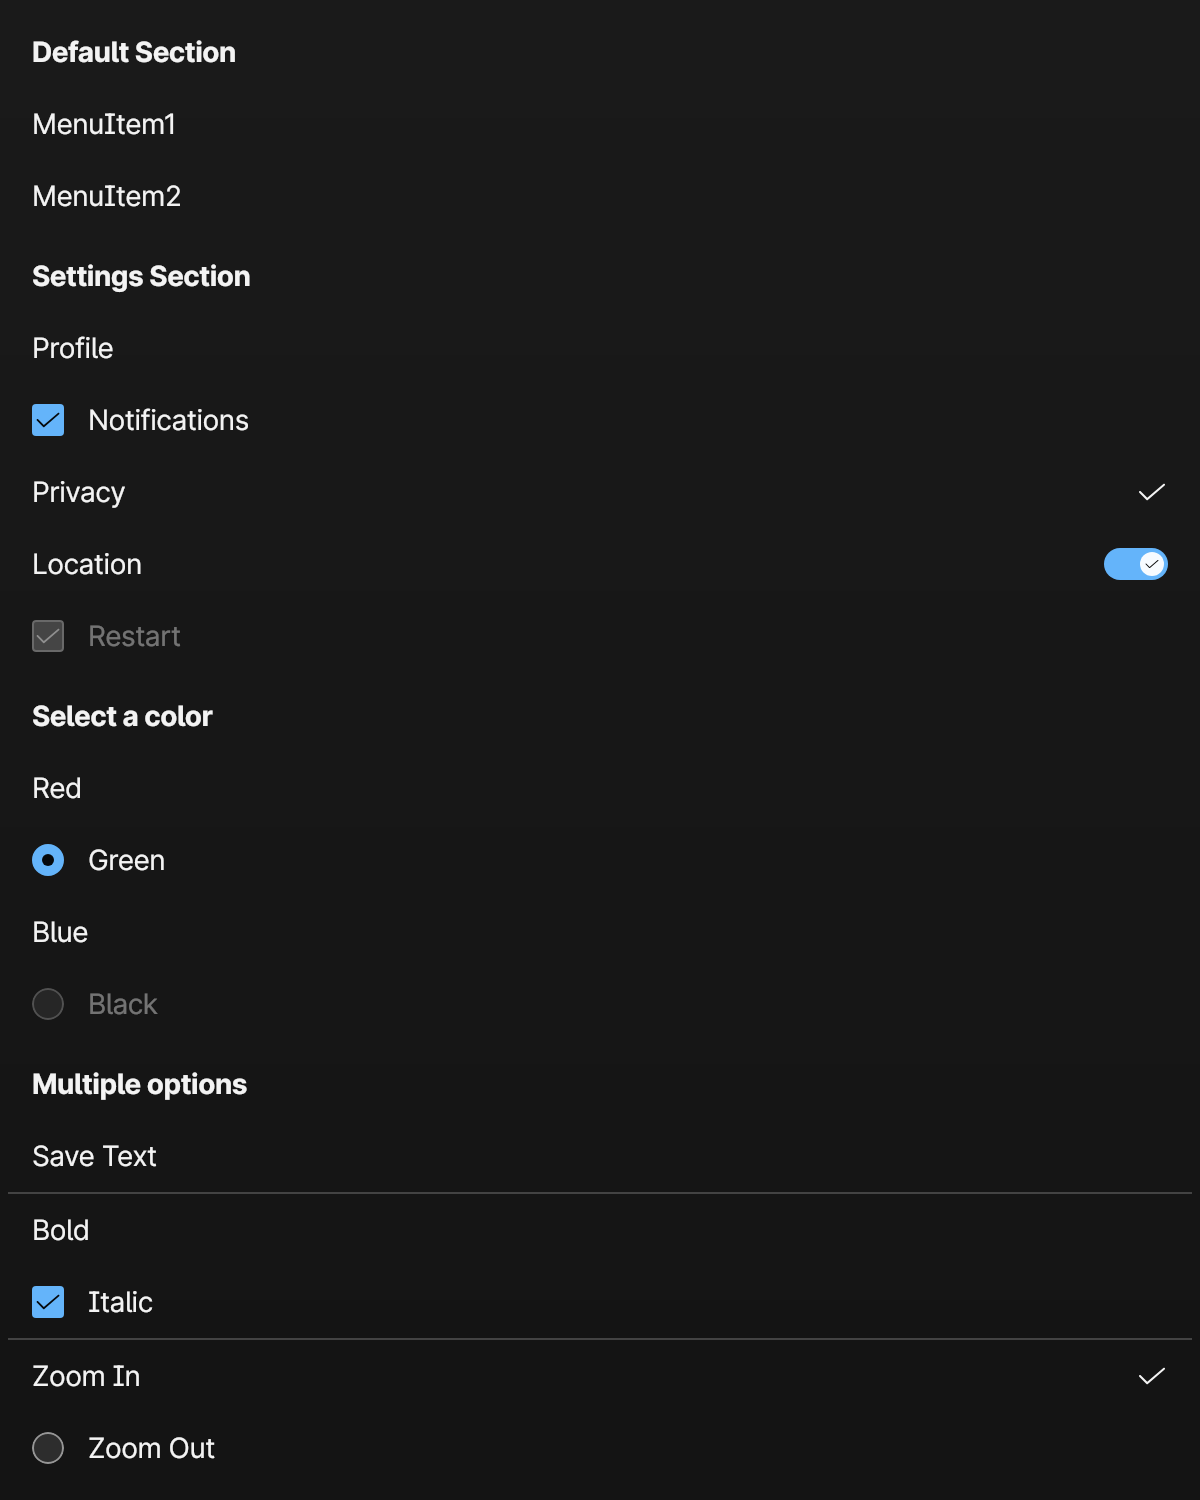 Default Section
MenuItem1
MenuItem2
Settings Section
Profile
Notifications
Privacy
Location
Restart
Select a color
Red
Green
Blue
Black
Multiple options
Save Text
Bold
Italic
Zoom In
Zoom Out